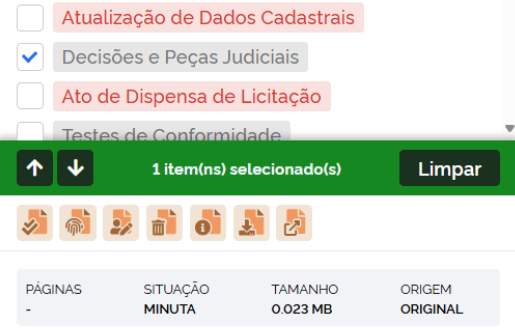 Atualização de Dados Cadastrais
Decisões e Peças Judiciais
Ato de Dispensa de Licitação
Testes de Conformidade
1 item(ns) selecionado(s) Limpar
PÁGINAS SITUAÇÃO TAMANHO ORIGEM
- MINUTA 0.023 MB ORIGINAL